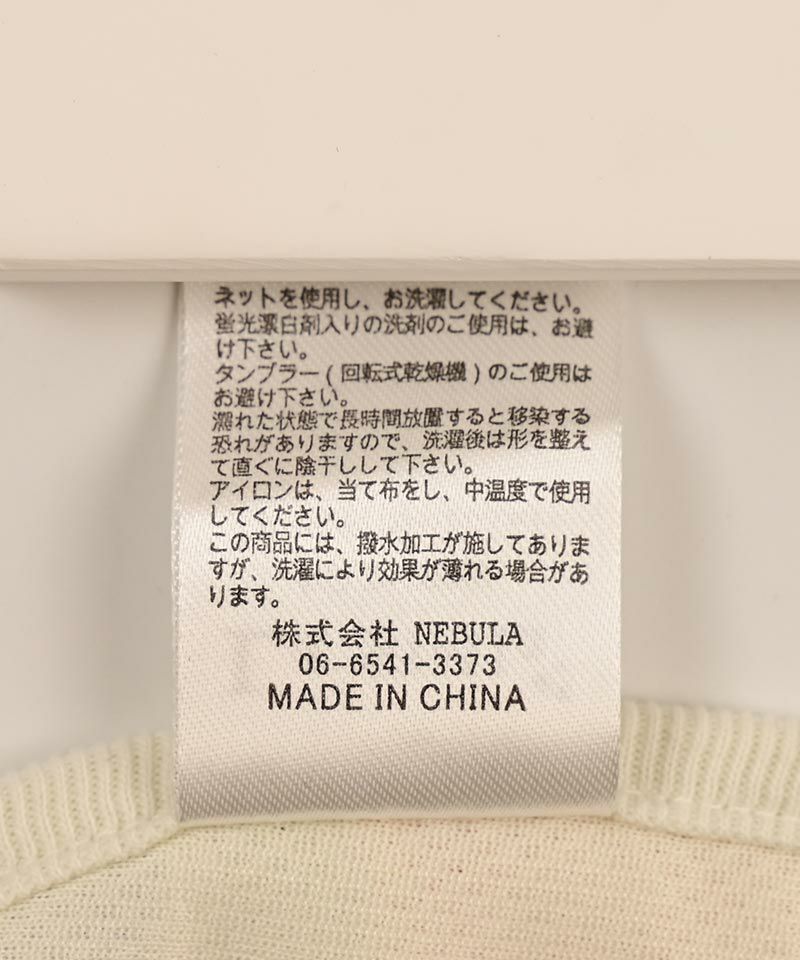 ネットを使用し、お洗濯してください。
蛍光漂白剤入りの洗剤のご使用は、お避
け下さい。
タンブラー(回転式乾燥機)のご使用は
お避け下さい。
濡れた状態で長時間放置すると移染する
恐れがありますので、洗濯後は形を整え
て直ぐに陰干しして下さい。
アイロンは、当て布をし、中温度で使用
してください。
この商品には、撥水加工が施してありま
すが、洗濯により効果が薄れる場合があ
ります。
株式会社 NEBULA
06-6541-3373
MADE IN CHINA